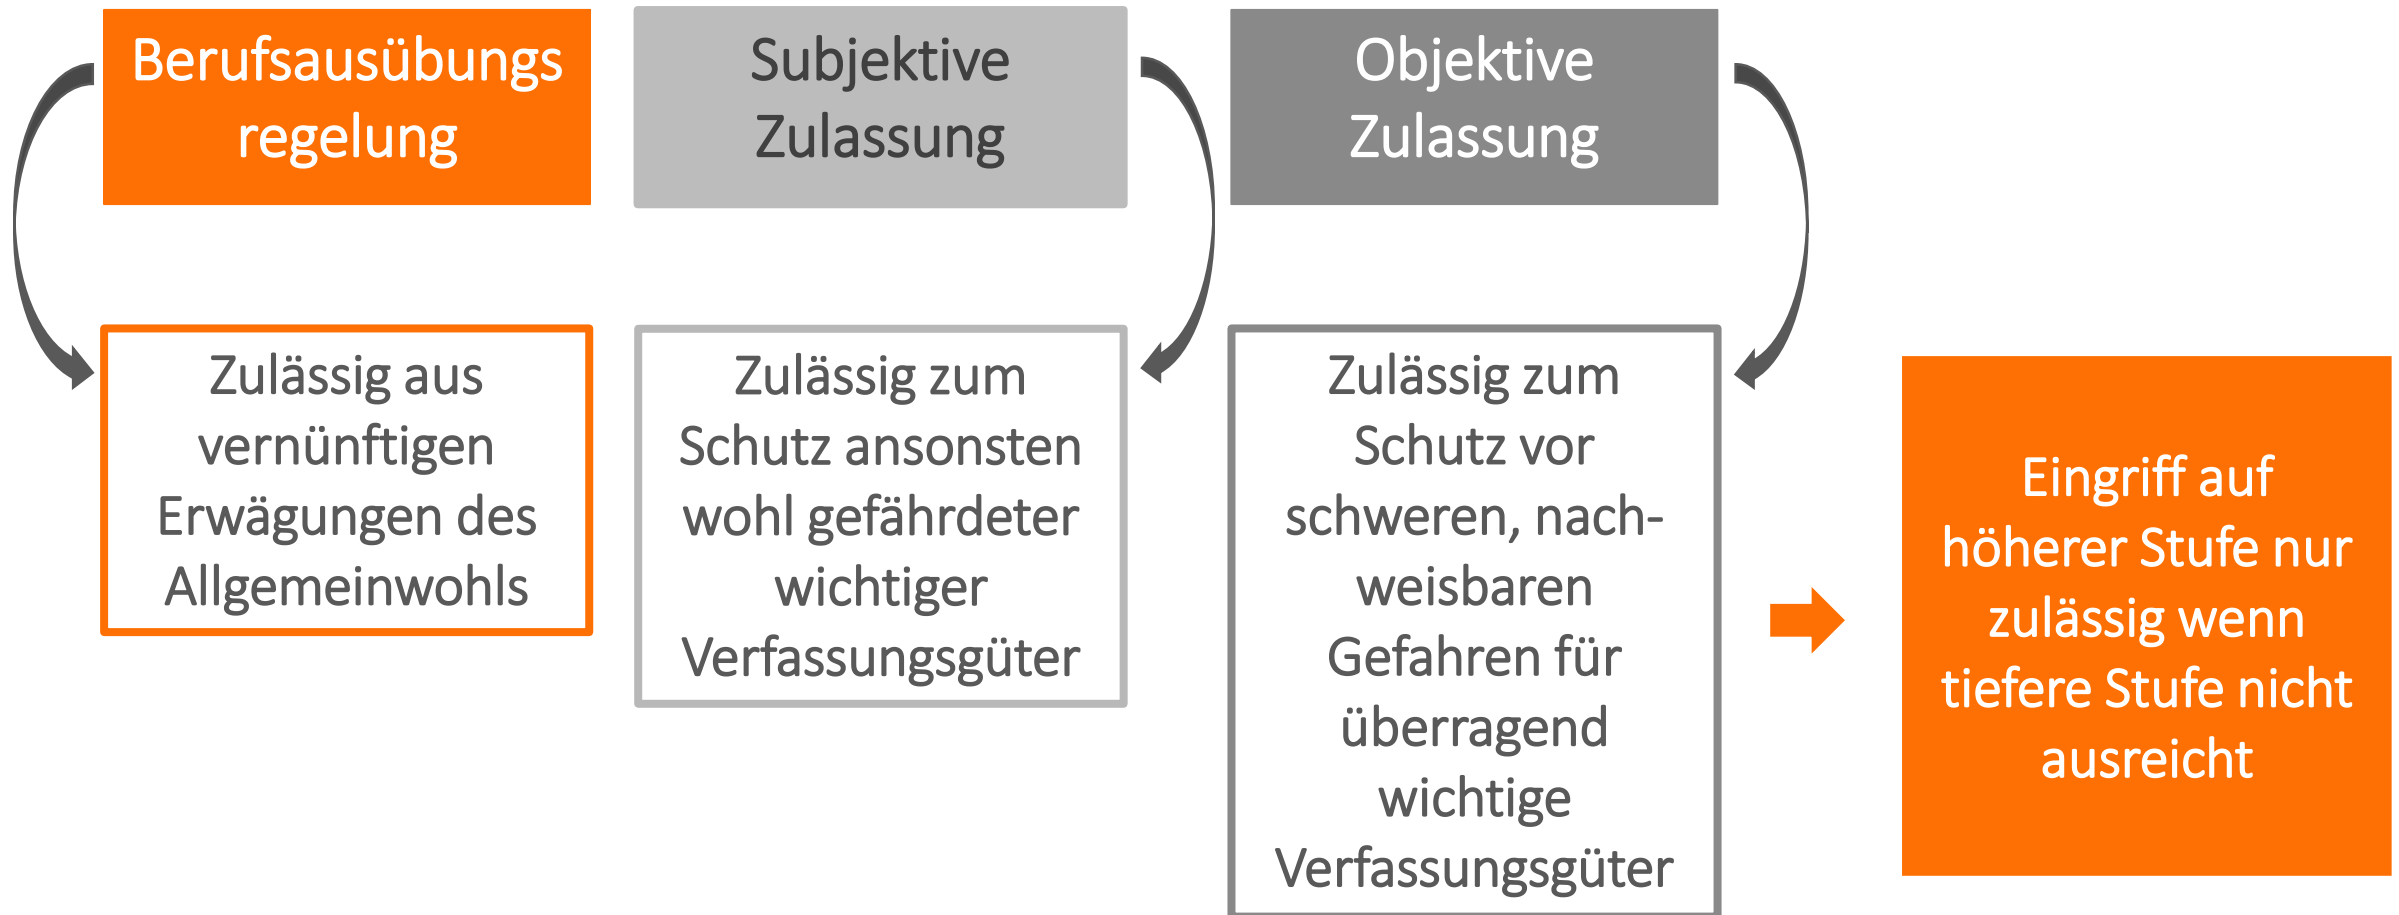 Berufsausübungs
regelung
Subjektive
Zulassung
Objektive
Zulassung
Zulässig aus
vernünftigen
Erwägungen des
Allgemeinwohls
Zulässig zum
Schutz ansonsten
wohl gefährdeter
wichtiger
Verfassungsgüter
Zulässig zum
Schutz vor
schweren, nach-
weisbaren
Gefahren für
überragend
wichtige
Verfassungsgüter
Eingriff auf
höherer Stufe nur
zulässig wenn
tiefere Stufe nicht
ausreicht